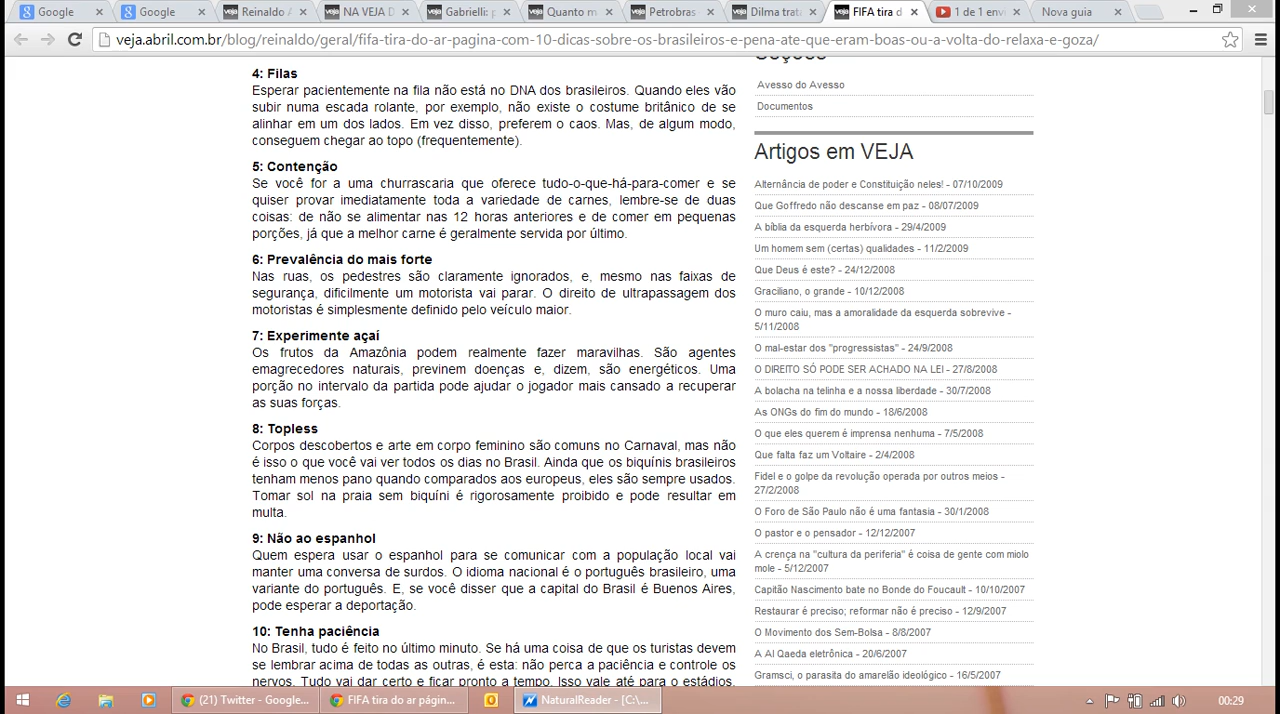 Google
Google
Reinaldo A
NA VEJA D
Gabrielli: p
Quanto m
Petrobras
Dilma trat
FIFA tira d
1 de 1 envi
Nova guia
veja.abril.com.br/blog/reinaldo/geral/fifa-tira-do-ar-pagina-com-10-dicas-sobre-os-brasileiros-e-pena-ate-que-eram-boas-ou-a-volta-do-relaxa-e-goza/
4: Filas
Esperar pacientemente na fila não está no DNA dos brasileiros. Quando eles vão
subir numa escada rolante, por exemplo, não existe o costume britânico de se
alinhar em um dos lados. Em vez disso, preferem o caos. Mas, de algum modo,
conseguem chegar ao topo (frequentemente).
5: Contenção
Se você for a uma churrascaria que oferece tudo-o-que-há-para-comer e se
quiser provar imediatamente toda a variedade de carnes, lembre-se de duas
coisas: de não se alimentar nas 12 horas anteriores e de comer em pequenas
porções, já que a melhor carne é geralmente servida por último.
6: Prevalência do mais forte
Nas ruas, os pedestres são claramente ignorados, e, mesmo nas faixas de
segurança, dificilmente um motorista vai parar. O direito de ultrapassagem dos
motoristas é simplesmente definido pelo veículo maior.
7: Experimente açaí
Os frutos da Amazônia podem realmente fazer maravilhas. São agentes
emagrecedores naturais, previnem doenças e, dizem, são energéticos. Uma
porção no intervalo da partida pode ajudar o jogador mais cansado a recuperar
as suas forças.
8: Topless
Corpos descobertos e arte em corpo feminino são comuns no Carnaval, mas não
é isso o que você vai ver todos os dias no Brasil. Ainda que os biquínis brasileiros
tenham menos pano quando comparados aos europeus, eles são sempre usados.
Tomar sol na praia sem biquíni é rigorosamente proibido e pode resultar em
multa.
9: Não ao espanhol
Quem espera usar o espanhol para se comunicar com a população local vai
manter uma conversa de surdos. O idioma nacional é o português brasileiro, uma
variante do português. E, se você disser que a capital do Brasil é Buenos Aires,
pode esperar a deportação.
10: Tenha paciência
No Brasil, tudo é feito no último minuto. Se há uma coisa de que os turistas devem
se lembrar acima de todas as outras, é esta: não perca a paciência e controle os
nervos. Tudo vai dar certo e ficar pronto a tempo. Isso vale até para o estádios.
Seções
Avesso do Avesso
Documentos
Artigos em VEJA
Alternância de poder e Constituição neles! - 07/10/2009
Que Goffredo não descanse em paz - 08/07/2009
A bíblia da esquerda herbívora - 29/4/2009
Um homem sem (certas) qualidades - 11/2/2009
Que Deus é este? - 24/12/2008
Graciliano, o grande - 10/12/2008
O muro caiu, mas a amoralidade da esquerda sobrevive -
5/11/2008
O mal-estar dos "progressistas" - 24/9/2008
O DIREITO SÓ PODE SER ACHADO NA LEI - 27/8/2008
A bolacha na telinha e a nossa liberdade - 30/7/2008
As ONGs do fim do mundo - 18/6/2008
O que eles querem é imprensa nenhuma - 7/5/2008
Que falta faz um Voltaire - 2/4/2008
Fidel e o golpe da revolução operada por outros meios -
27/2/2008
O Foro de São Paulo não é uma fantasia - 30/1/2008
O pastor e o pensador - 12/12/2007
A crença na "cultura da periferia" é coisa de gente com miolo
mole - 5/12/2007
Capitão Nascimento bate no Bonde do Foucault - 10/10/2007
Restaurar é preciso; reformar não é preciso - 12/9/2007
O Movimento dos Sem-Bolsa - 8/8/2007
A Al Qaeda eletrônica - 20/6/2007
Gramsci, o parasita do amarelão ideológico - 16/5/2007
(21) Twitter - Google...
FIFA tira do ar págin...
NaturalReader - [C:\...
00:29